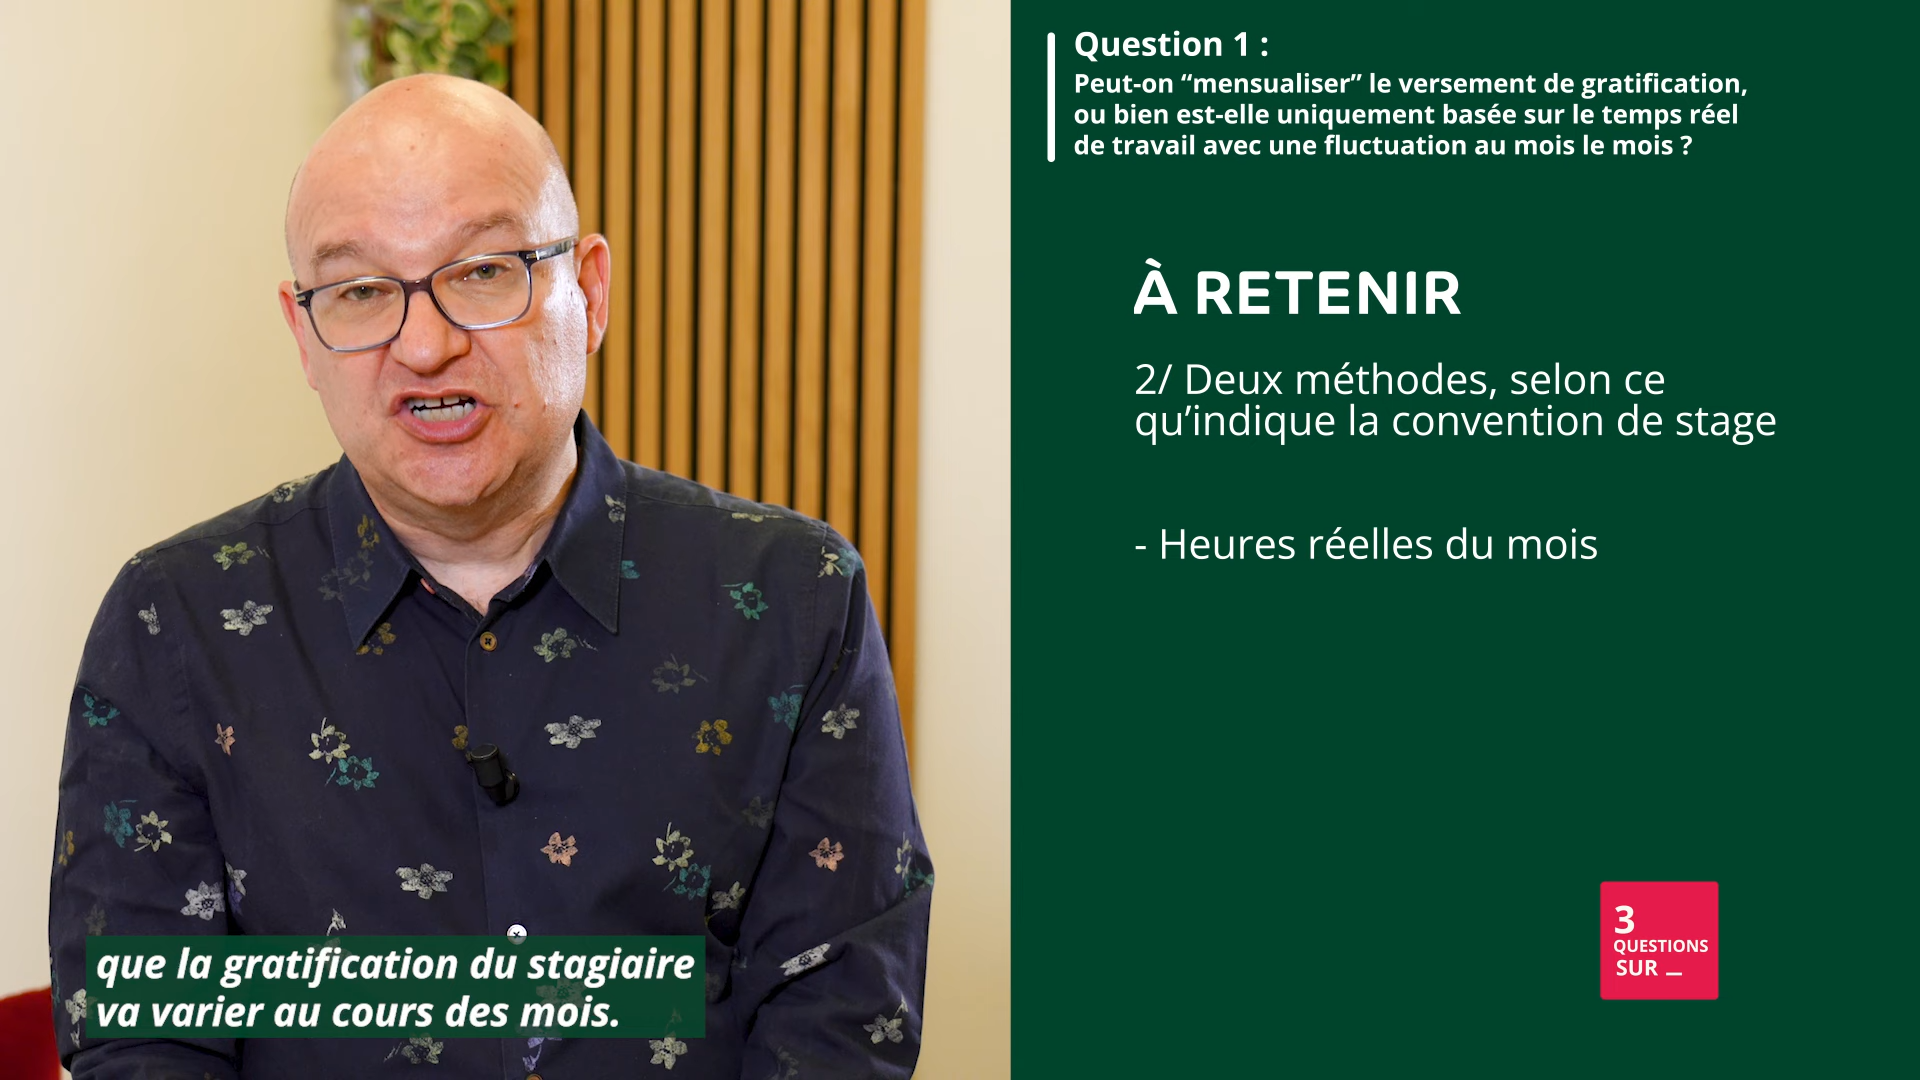 Question 1 :
Peut-on “mensualiser” le versement de gratification,
ou bien est-elle uniquement basée sur le temps réel
de travail avec une fluctuation au mois le mois ?
À RETENIR
2/ Deux méthodes, selon ce
qu’indique la convention de stage
- Heures réelles du mois
que la gratification du stagiaire
va varier au cours des mois.
3
QUESTIONS
SUR _